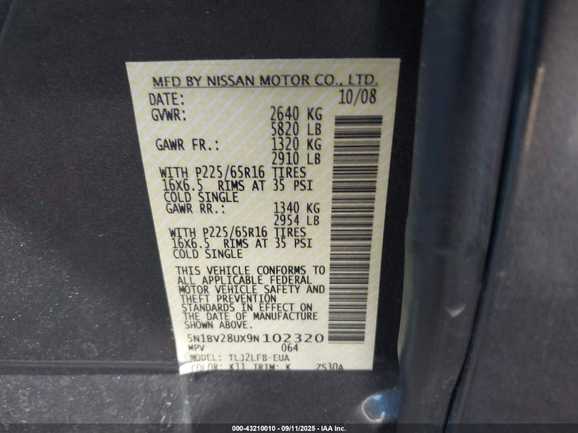 MFD BY NISSAN MOTOR CO., LTD.
DATE: 10/08
GVWR: 2640 KG
5820 LB
GAWR FR.: 1320 KG
2910 LB
WITH P225/65R16 TIRES
16X6.5 RIMS AT 35 PSI
COLD SINGLE
GAWR RR.: 1340 KG
2954 LB
WITH P225/65R16 TIRES
16X6.5 RIMS AT 35 PSI
COLD SINGLE
THIS VEHICLE CONFORMS TO
ALL APPLICABLE FEDERAL
MOTOR VEHICLE SAFETY AND
THEFT PREVENTION
STANDARDS IN EFFECT ON
THE DATE OF MANUFACTURE
SHOWN ABOVE.
5N1BV28UX9N102320
MPV 064
MODEL: TLJ2LFB-EUA
COLOR: K11 TRIM: K 2S30A
000-43210010 - 09/11/2025 - IAA Inc.